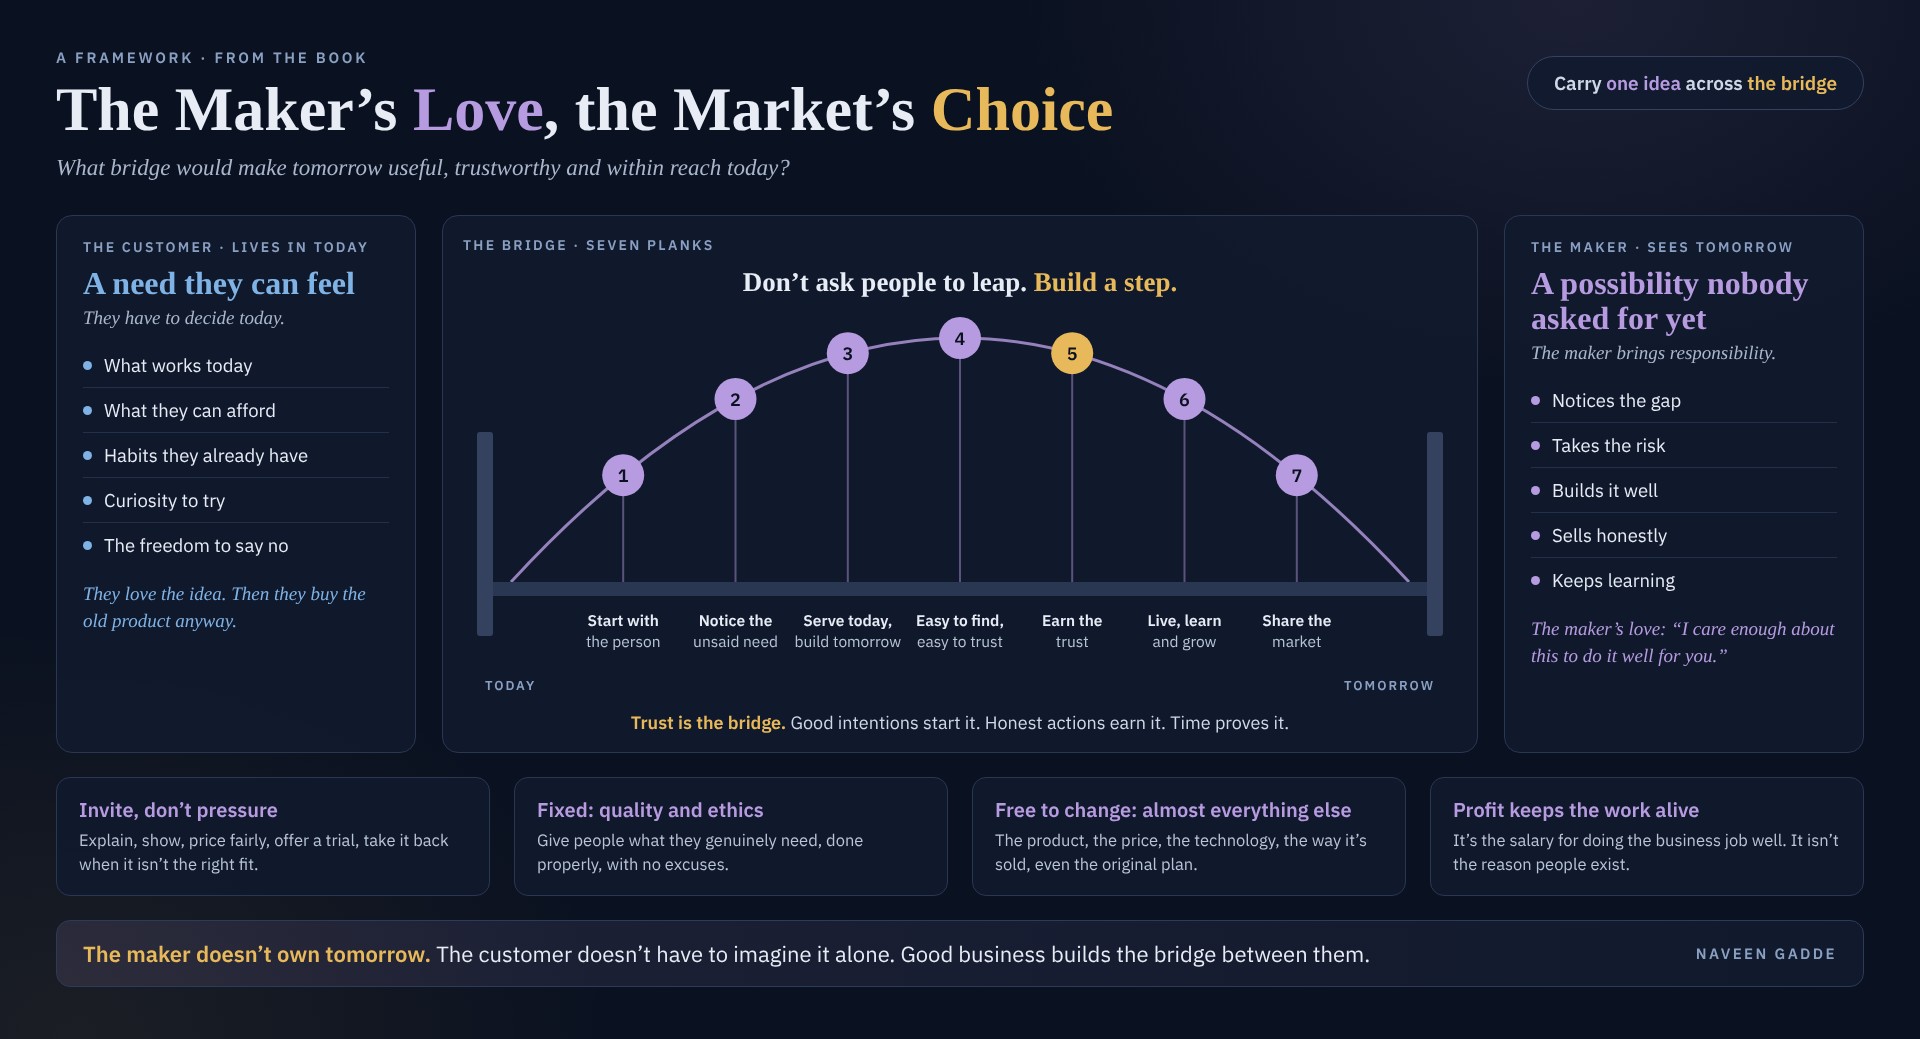 A FRAMEWORK · FROM THE BOOK
The Maker’s Love, the Market’s Choice
What bridge would make tomorrow useful, trustworthy and within reach today?
Carry one idea across the bridge
THE CUSTOMER · LIVES IN TODAY
A need they can feel
They have to decide today.
What works today
What they can afford
Habits they already have
Curiosity to try
The freedom to say no
They love the idea. Then they buy the
old product anyway.
THE BRIDGE · SEVEN PLANKS
Don’t ask people to leap. Build a step.
1
2
3
4
5
6
7
Start with
the person
Notice the
unsaid need
Serve today,
build tomorrow
Easy to find,
easy to trust
Earn the
trust
Live, learn
and grow
Share the
market
TODAY
TOMORROW
Trust is the bridge. Good intentions start it. Honest actions earn it. Time proves it.
THE MAKER · SEES TOMORROW
A possibility nobody
asked for yet
The maker brings responsibility.
Notices the gap
Takes the risk
Builds it well
Sells honestly
Keeps learning
The maker’s love: “I care enough about
this to do it well for you.”
Invite, don’t pressure
Explain, show, price fairly, offer a trial, take it back
when it isn’t the right fit.
Fixed: quality and ethics
Give people what they genuinely need, done
properly, with no excuses.
Free to change: almost everything else
The product, the price, the technology, the way it’s
sold, even the original plan.
Profit keeps the work alive
It’s the salary for doing the business job well. It isn’t
the reason people exist.
The maker doesn’t own tomorrow. The customer doesn’t have to imagine it alone. Good business builds the bridge between them.
NAVEEN GADDE